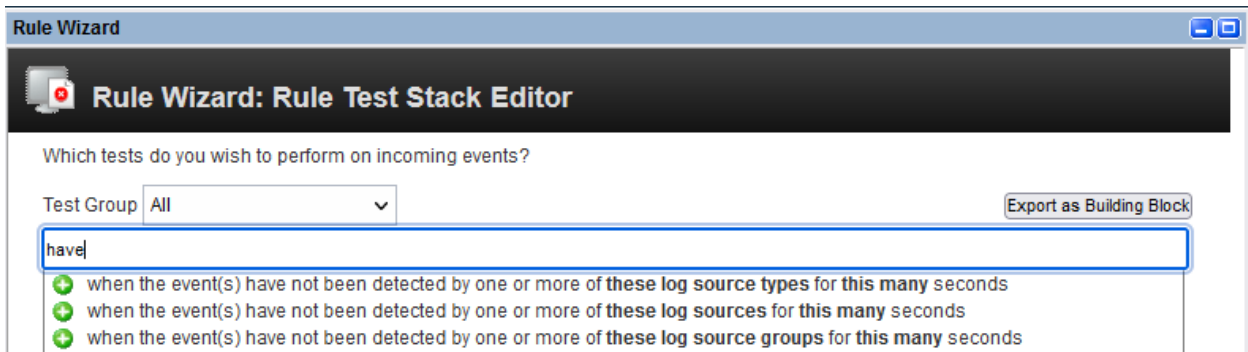 Rule Wizard
Rule Wizard: Rule Test Stack Editor
Which tests do you wish to perform on incoming events?
Test Group All Export as Building Block
have
when the event(s) have not been detected by one or more of these log source types for this many seconds
when the event(s) have not been detected by one or more of these log sources for this many seconds
when the event(s) have not been detected by one or more of these log source groups for this many seconds